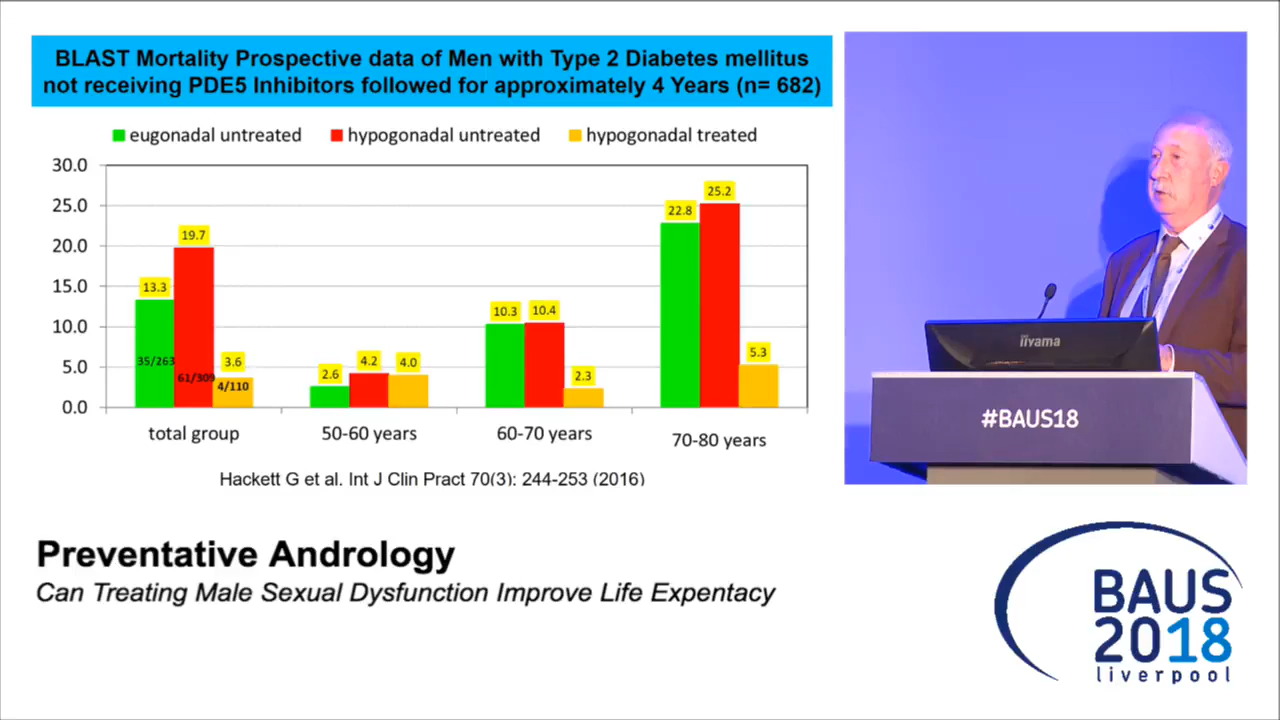 BLAST Mortality Prospective data of Men with Type 2 Diabetes mellitus
not receiving PDE5 Inhibitors followed for approximately 4 Years (n= 682)
eugonadal untreated hypogonadal untreated hypogonadal treated
30.0
25.0
20.0
15.0
10.0
5.0
0.0
13.3
19.7
3.6
35/263
61/309
4/110
2.6
4.2
4.0
10.3
10.4
2.3
22.8
25.2
5.3
total group
50-60 years
60-70 years
70-80 years
Hackett G et al. Int J Clin Pract 70(3): 244-253 (2016)
iiyama
#BAUS18
Preventative Andrology
Can Treating Male Sexual Dysfunction Improve Life Expentacy
BAUS
2018
liverpool